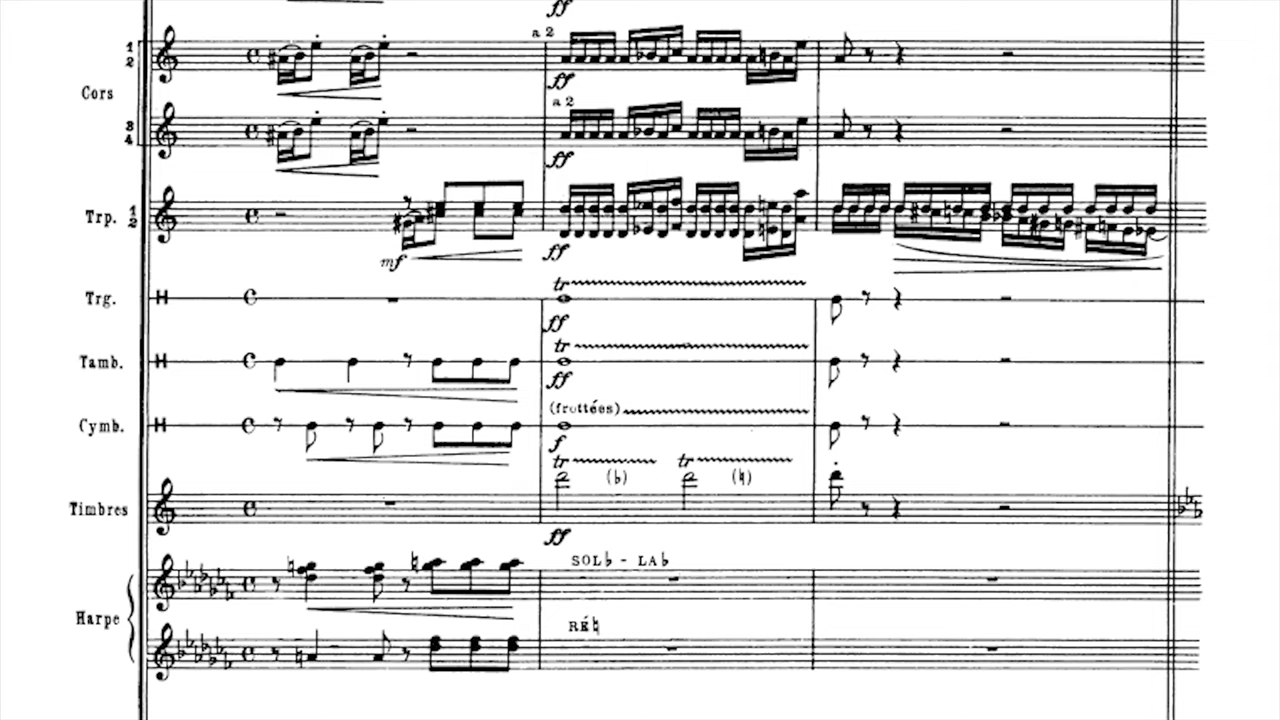 ff
a 2
1
2
Cors
ff
a 2
3
4
ff
Trp. 1
2
mf
ff
tr
Trg.
ff
tr
Tamb.
ff
(frottées)
Cymb.
f
tr (♭) tr (♮)
Timbres
ff
SOL♭ - LA♭
Harpe
RÉ♮